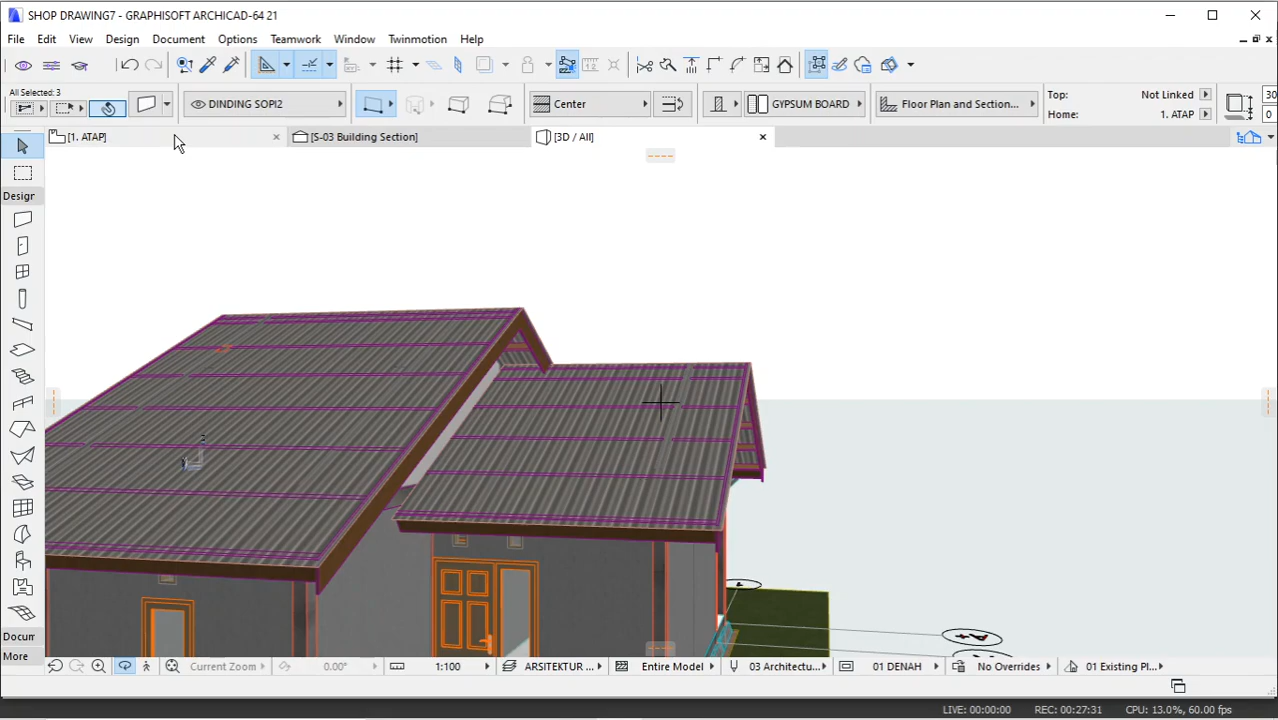 SHOP DRAWING7 - GRAPHISOFT ARCHICAD-64 21
File Edit View Design Document Options Teamwork Window Twinmotion Help
All Selected: 3
DINDING SOPI2
Center
GYPSUM BOARD
Floor Plan and Section...
Top: Not Linked
Home: 1. ATAP
30
0
[1. ATAP]
[S-03 Building Section]
[3D / All]
Design
Docum
More
Current Zoom
0.00°
1:100
ARSITEKTUR ...
Entire Model
03 Architectu...
01 DENAH
No Overrides
01 Existing Pl...
LIVE: 00:00:00 REC: 00:27:31 CPU: 13.0%, 60.00 fps